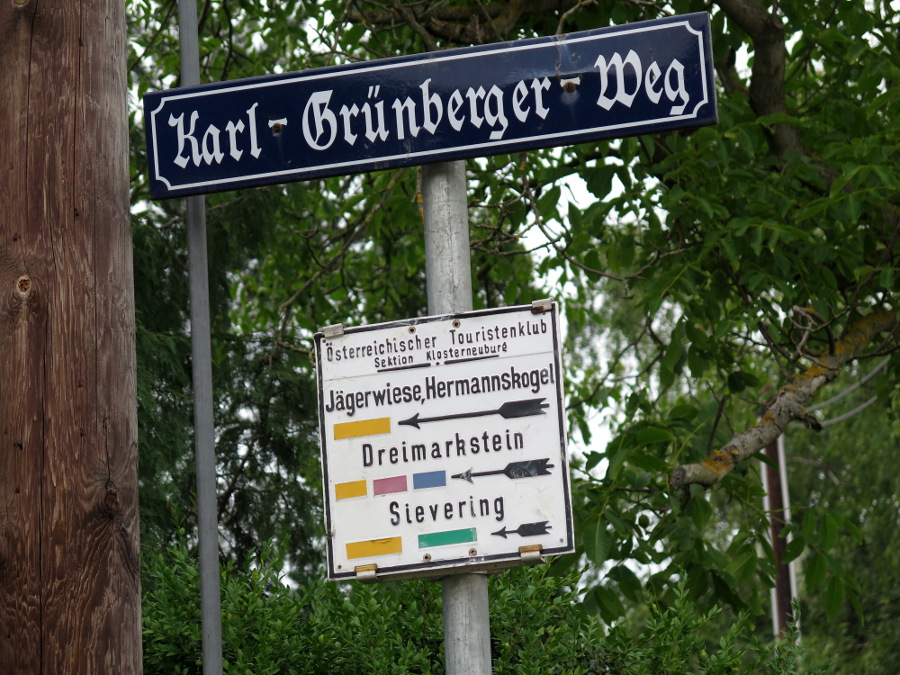 Karl-Grünberger-Weg
Österreichischer Touristenklub
Sektion Klosterneuburg
Jägerwiese, Hermannskogel
Dreimarkstein
Sievering